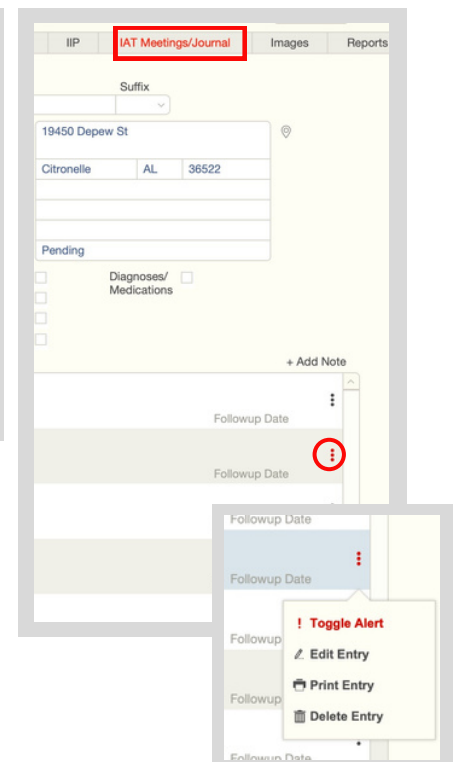 IIP IAT Meetings/Journal Images Reports
Suffix
19450 Depew St
Citronelle AL 36522
Pending
Diagnoses/
Medications
+ Add Note
Followup Date
Followup Date
Followup Date
Followup Date
! Toggle Alert
Followup
Edit Entry
Print Entry
Followup
Delete Entry
Followup Date